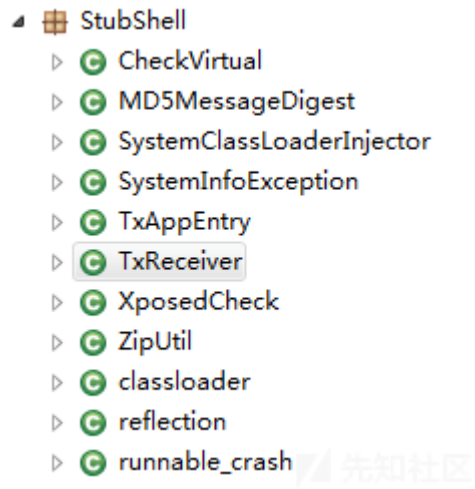 StubShell
CheckVirtual
MD5MessageDigest
SystemClassLoaderInjector
SystemInfoException
TxAppEntry
TxReceiver
XposedCheck
ZipUtil
classloader
reflection
runnable_crash
先知社区